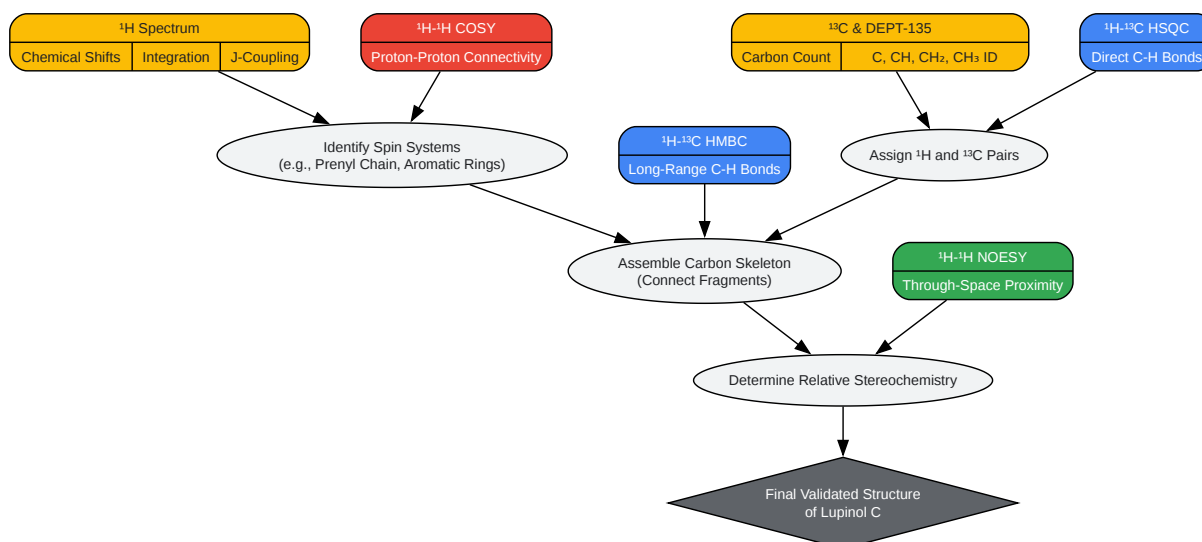 ¹H Spectrum
Chemical Shifts
Integration
J-Coupling
¹H-¹H COSY
Proton-Proton Connectivity
¹³C & DEPT-135
Carbon Count
C, CH, CH₂, CH₃ ID
¹H-¹³C HSQC
Direct C-H Bonds
Identify Spin Systems
(e.g., Prenyl Chain, Aromatic Rings)
¹H-¹³C HMBC
Long-Range C-H Bonds
Assign ¹H and ¹³C Pairs
Assemble Carbon Skeleton
(Connect Fragments)
¹H-¹H NOESY
Through-Space Proximity
Determine Relative Stereochemistry
Final Validated Structure
of Lupinol C